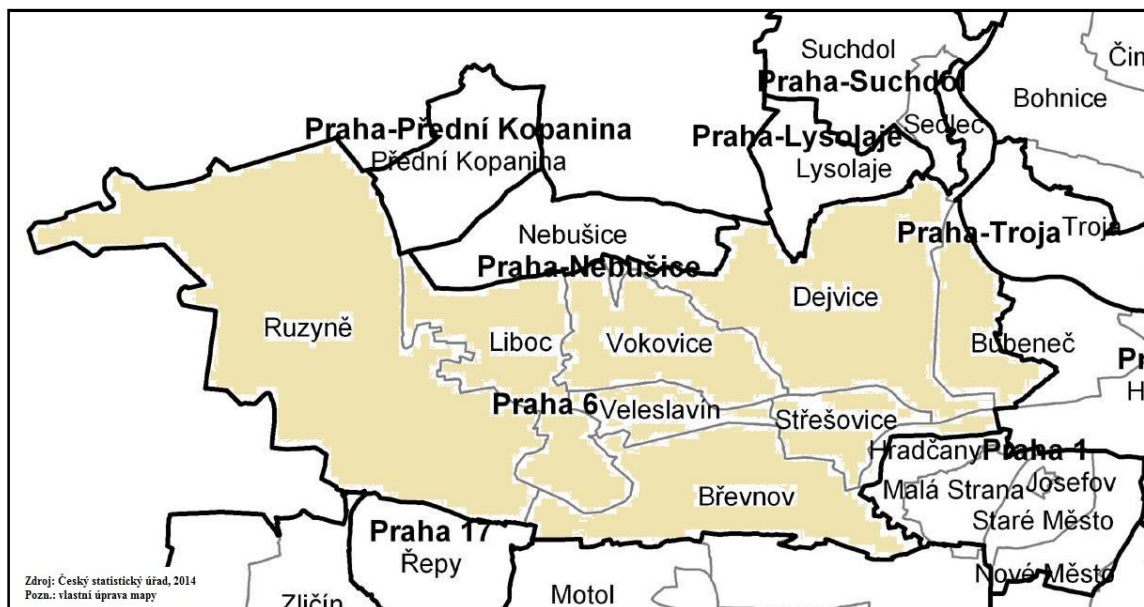 Suchdol
Praha-Suchdol
Čim
Bohnice
Praha-Přední Kopanina
Přední Kopanina
Praha-Lysolaje
Sedlec
Lysolaje
Nebušice
Praha-Nebušice
Praha-Troja
Troja
Dejvice
Ruzyně
Liboc
Vokovice
Bubeneč
Pr
H
Praha 6
Veleslavín
Střešovice
Hradčany
Praha 1
Břevnov
Malá Strana
Josefov
Staré Město
Praha 17
Řepy
Nové Město
Motol
Zličín
Zdroj: Český statistický úřad, 2014
Pozn.: vlastní úprava mapy